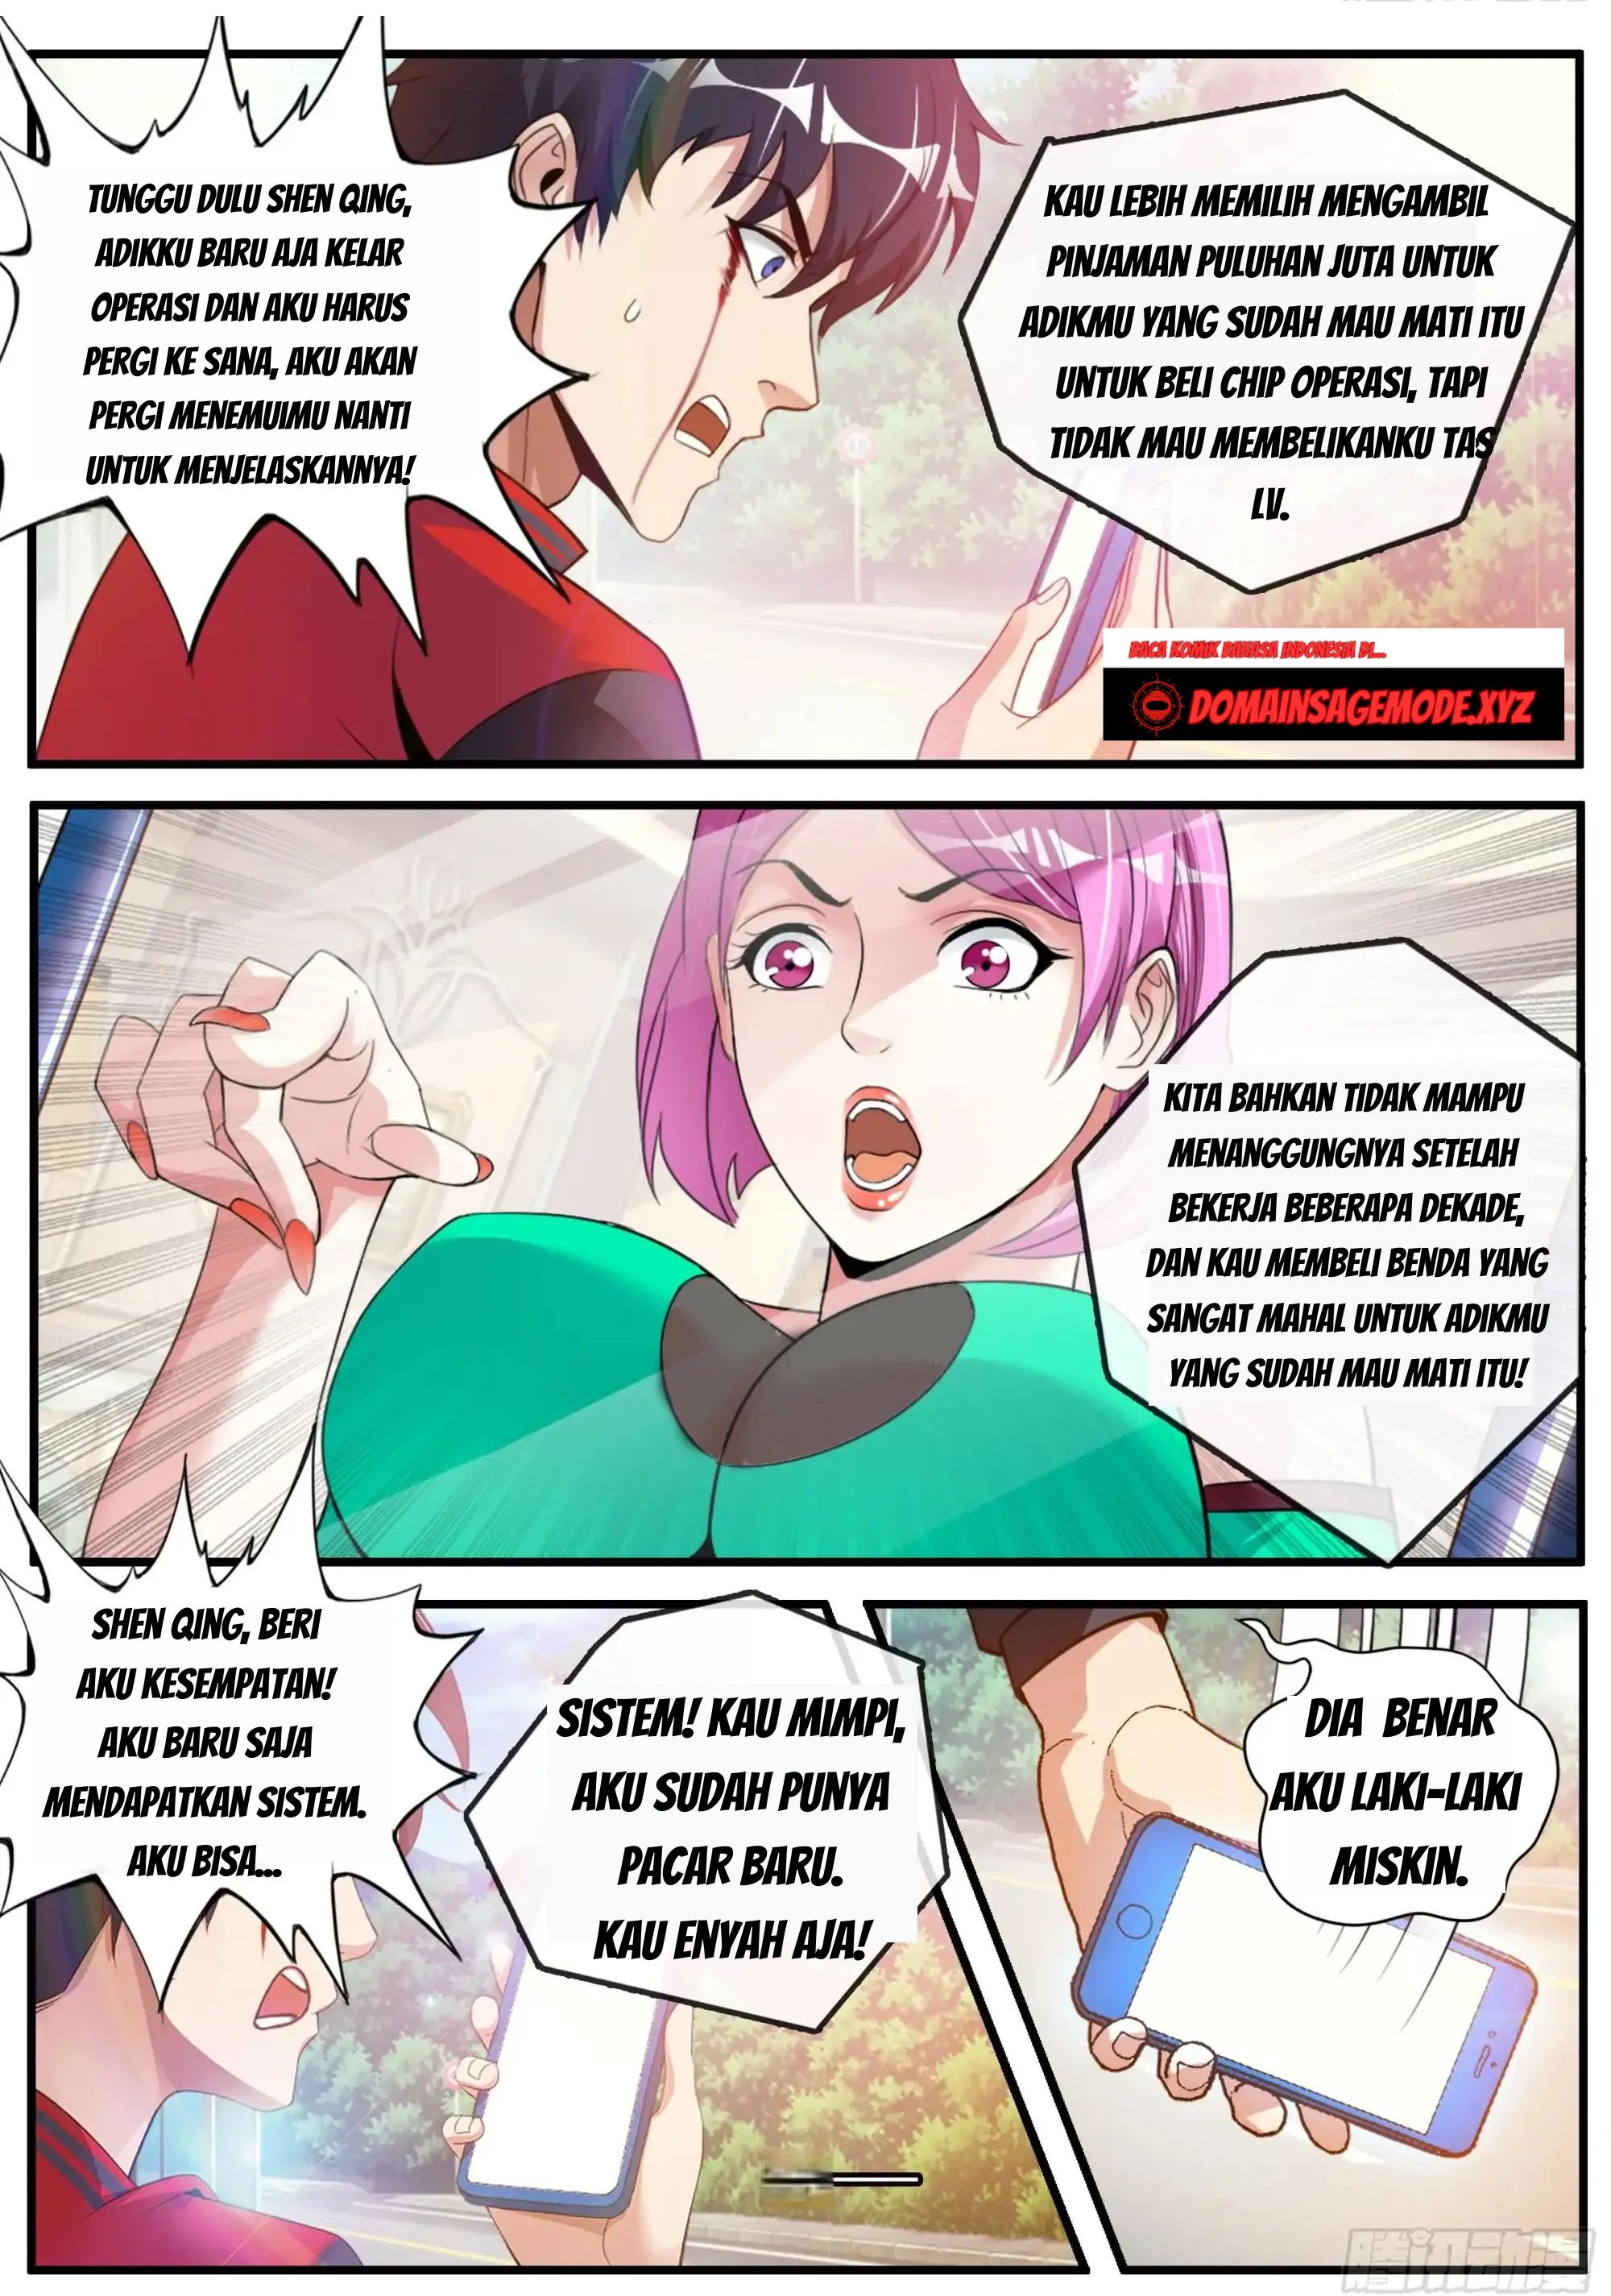 TUNGGU DULU SHEN QING,
ADIKKU BARU AJA KELAR
OPERASI DAN AKU HARUS
PERGI KE SANA, AKU AKAN
PERGI MENEMUIMU NANTI
UNTUK MENJELASKANNYA!
KAU LEBIH MEMILIH MENGAMBIL
PINJAMAN PULUHAN JUTA UNTUK
ADIKMU YANG SUDAH MAU MATI ITU
UNTUK BELI CHIP OPERASI, TAPI
TIDAK MAU MEMBELIKANKU TAS
LV.
40
BACA KOMIK BAHASA INDONESIA DI...
DOMAINSAGEMODE.XYZ
KITA BAHKAN TIDAK MAMPU
MENANGGUNGNYA SETELAH
BEKERJA BEBERAPA DEKADE,
DAN KAU MEMBELI BENDA YANG
SANGAT MAHAL UNTUK ADIKMU
YANG SUDAH MAU MATI ITU!
SHEN QING, BERI
AKU KESEMPATAN!
AKU BARU SAJA
MENDAPATKAN SISTEM.
AKU BISA...
SISTEM! KAU MIMPI,
AKU SUDAH PUNYA
PACAR BARU.
KAU ENYAH AJA!
DIA BENAR
AKU LAKI-LAKI
MISKIN.
腾讯动漫